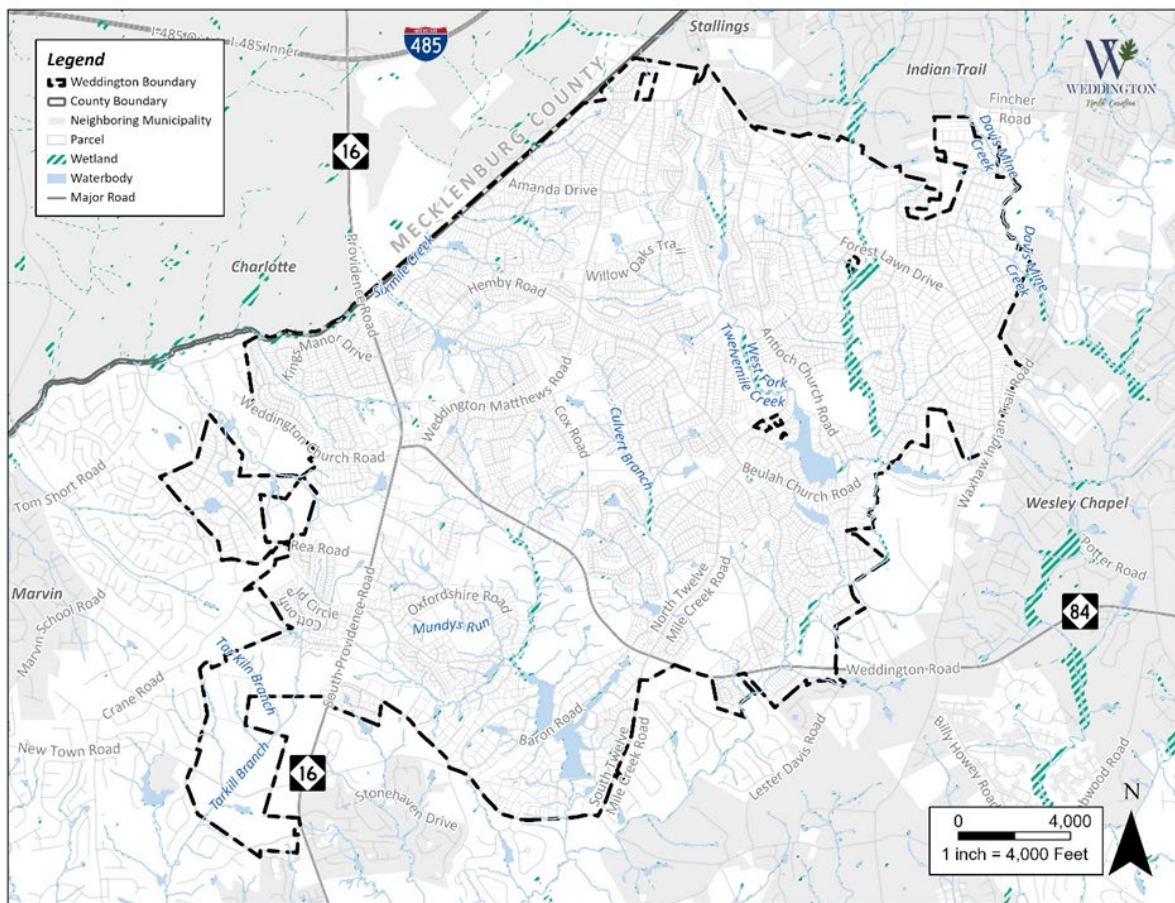 Legend
Weddington Boundary
County Boundary
Neighboring Municipality
Parcel
Wetland
Waterbody
Major Road
I-485 Inner
INTERSTATE
485
Stallings
W
WEDDINGTON
North Carolina
Indian Trail
Fincher
Road
16
MECKLENBURG COUNTY
Davis Mine
Creek
Amanda Drive
Providence Road
Charlotte
Sixmile Creek
Willow Oaks Trail
Forest Lawn Drive
Davis Mine
Creek
Hemby Road
Kings Manor Drive
Antioch Church Road
West Fork
Twelvemile Creek
Weddington Matthews Road
Weddington Church Road
Cox Road
Culvert Branch
Waxhaw Indian Trail Road
Tom Short Road
Beulah Church Road
Wesley Chapel
Rea Road
Potter Road
Marvin
Marvin School Road
Circle
Oxfordshire Road
Mundys Run
North Twelve
Mile Creek Road
84
Weddington Road
Tar Kiln Branch
South Providence Road
Crane Road
Baron Road
New Town Road
Tarkill Branch
16
South Twelve
Mile Creek Road
Lester Davis Road
Billy Howey Road
Stonehaven Drive
N
0 4,000
1 inch = 4,000 Feet